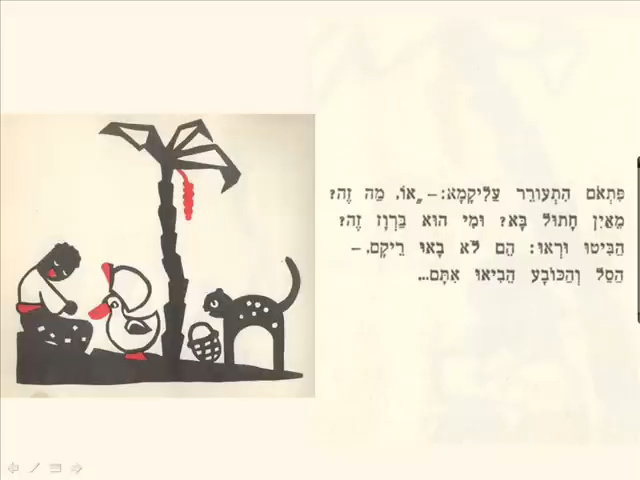 פִּתְאֹם הִתְעוֹרֵר עַלִיקָמָא: – „אוֹ, מַה זֶה?
מֵאַיִן חָתוּל בָּא? וּמִי הוּא בַּרְוָז זֶה?
הַבִּיטוּ וּרְאוּ: הֵם לֹא בָּאוּ רֵיקָם, –
הַסַּל וְהַכּוֹבַע הֵבִיאוּ אִתָּם...